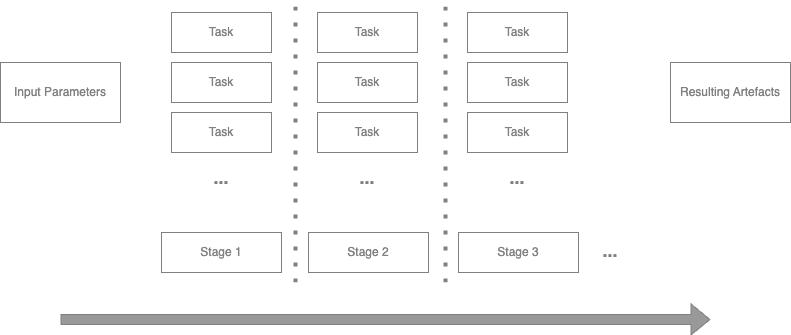 Task
Task
Task
Input Parameters
Task
Task
Task
Resulting Artefacts
Task
Task
Task
...
...
...
Stage 1
Stage 2
Stage 3
...